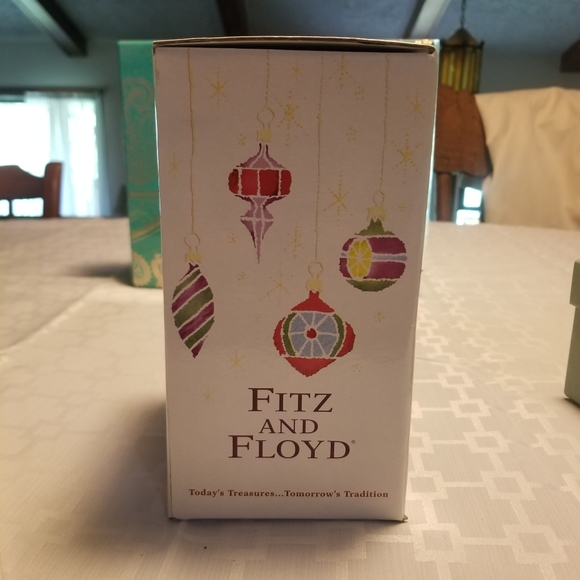 FITZ
AND
FLOYD®
Today's Treasures...Tomorrow's Tradition